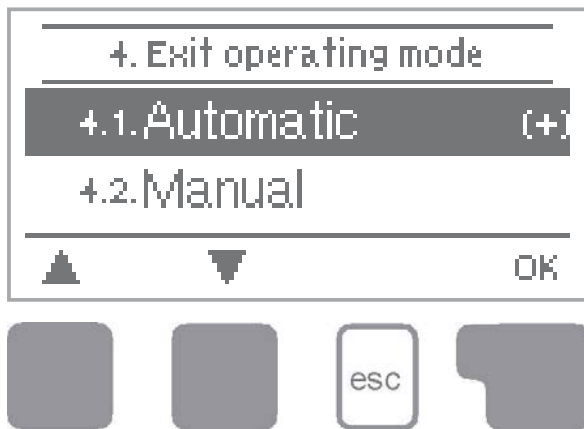 4. Exit operating mode
4.1. Automatic (+)
4.2. Manual
OK
esc